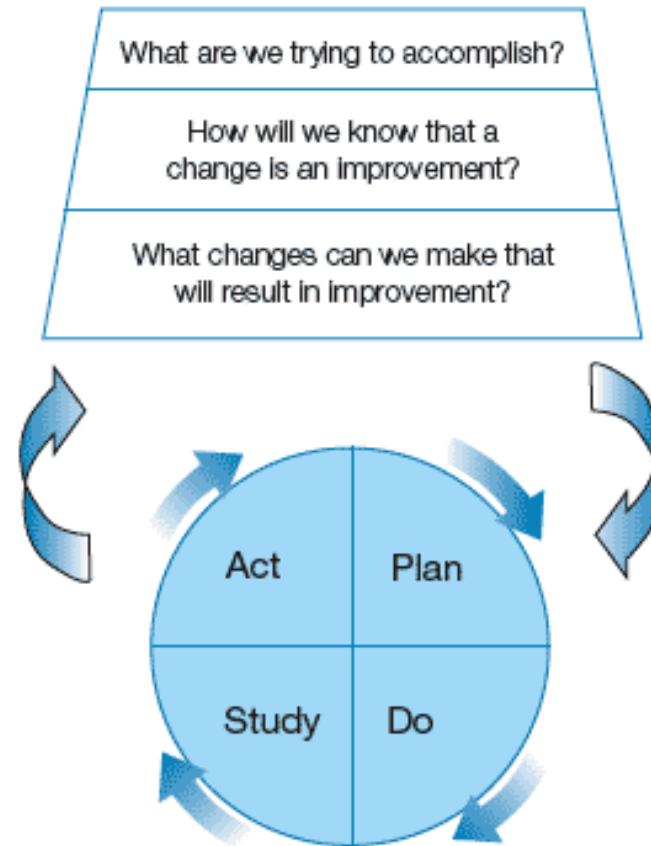 What are we trying to accomplish?
How will we know that a
change is an improvement?
What changes can we make that
will result in improvement?
Act
Plan
Study
Do